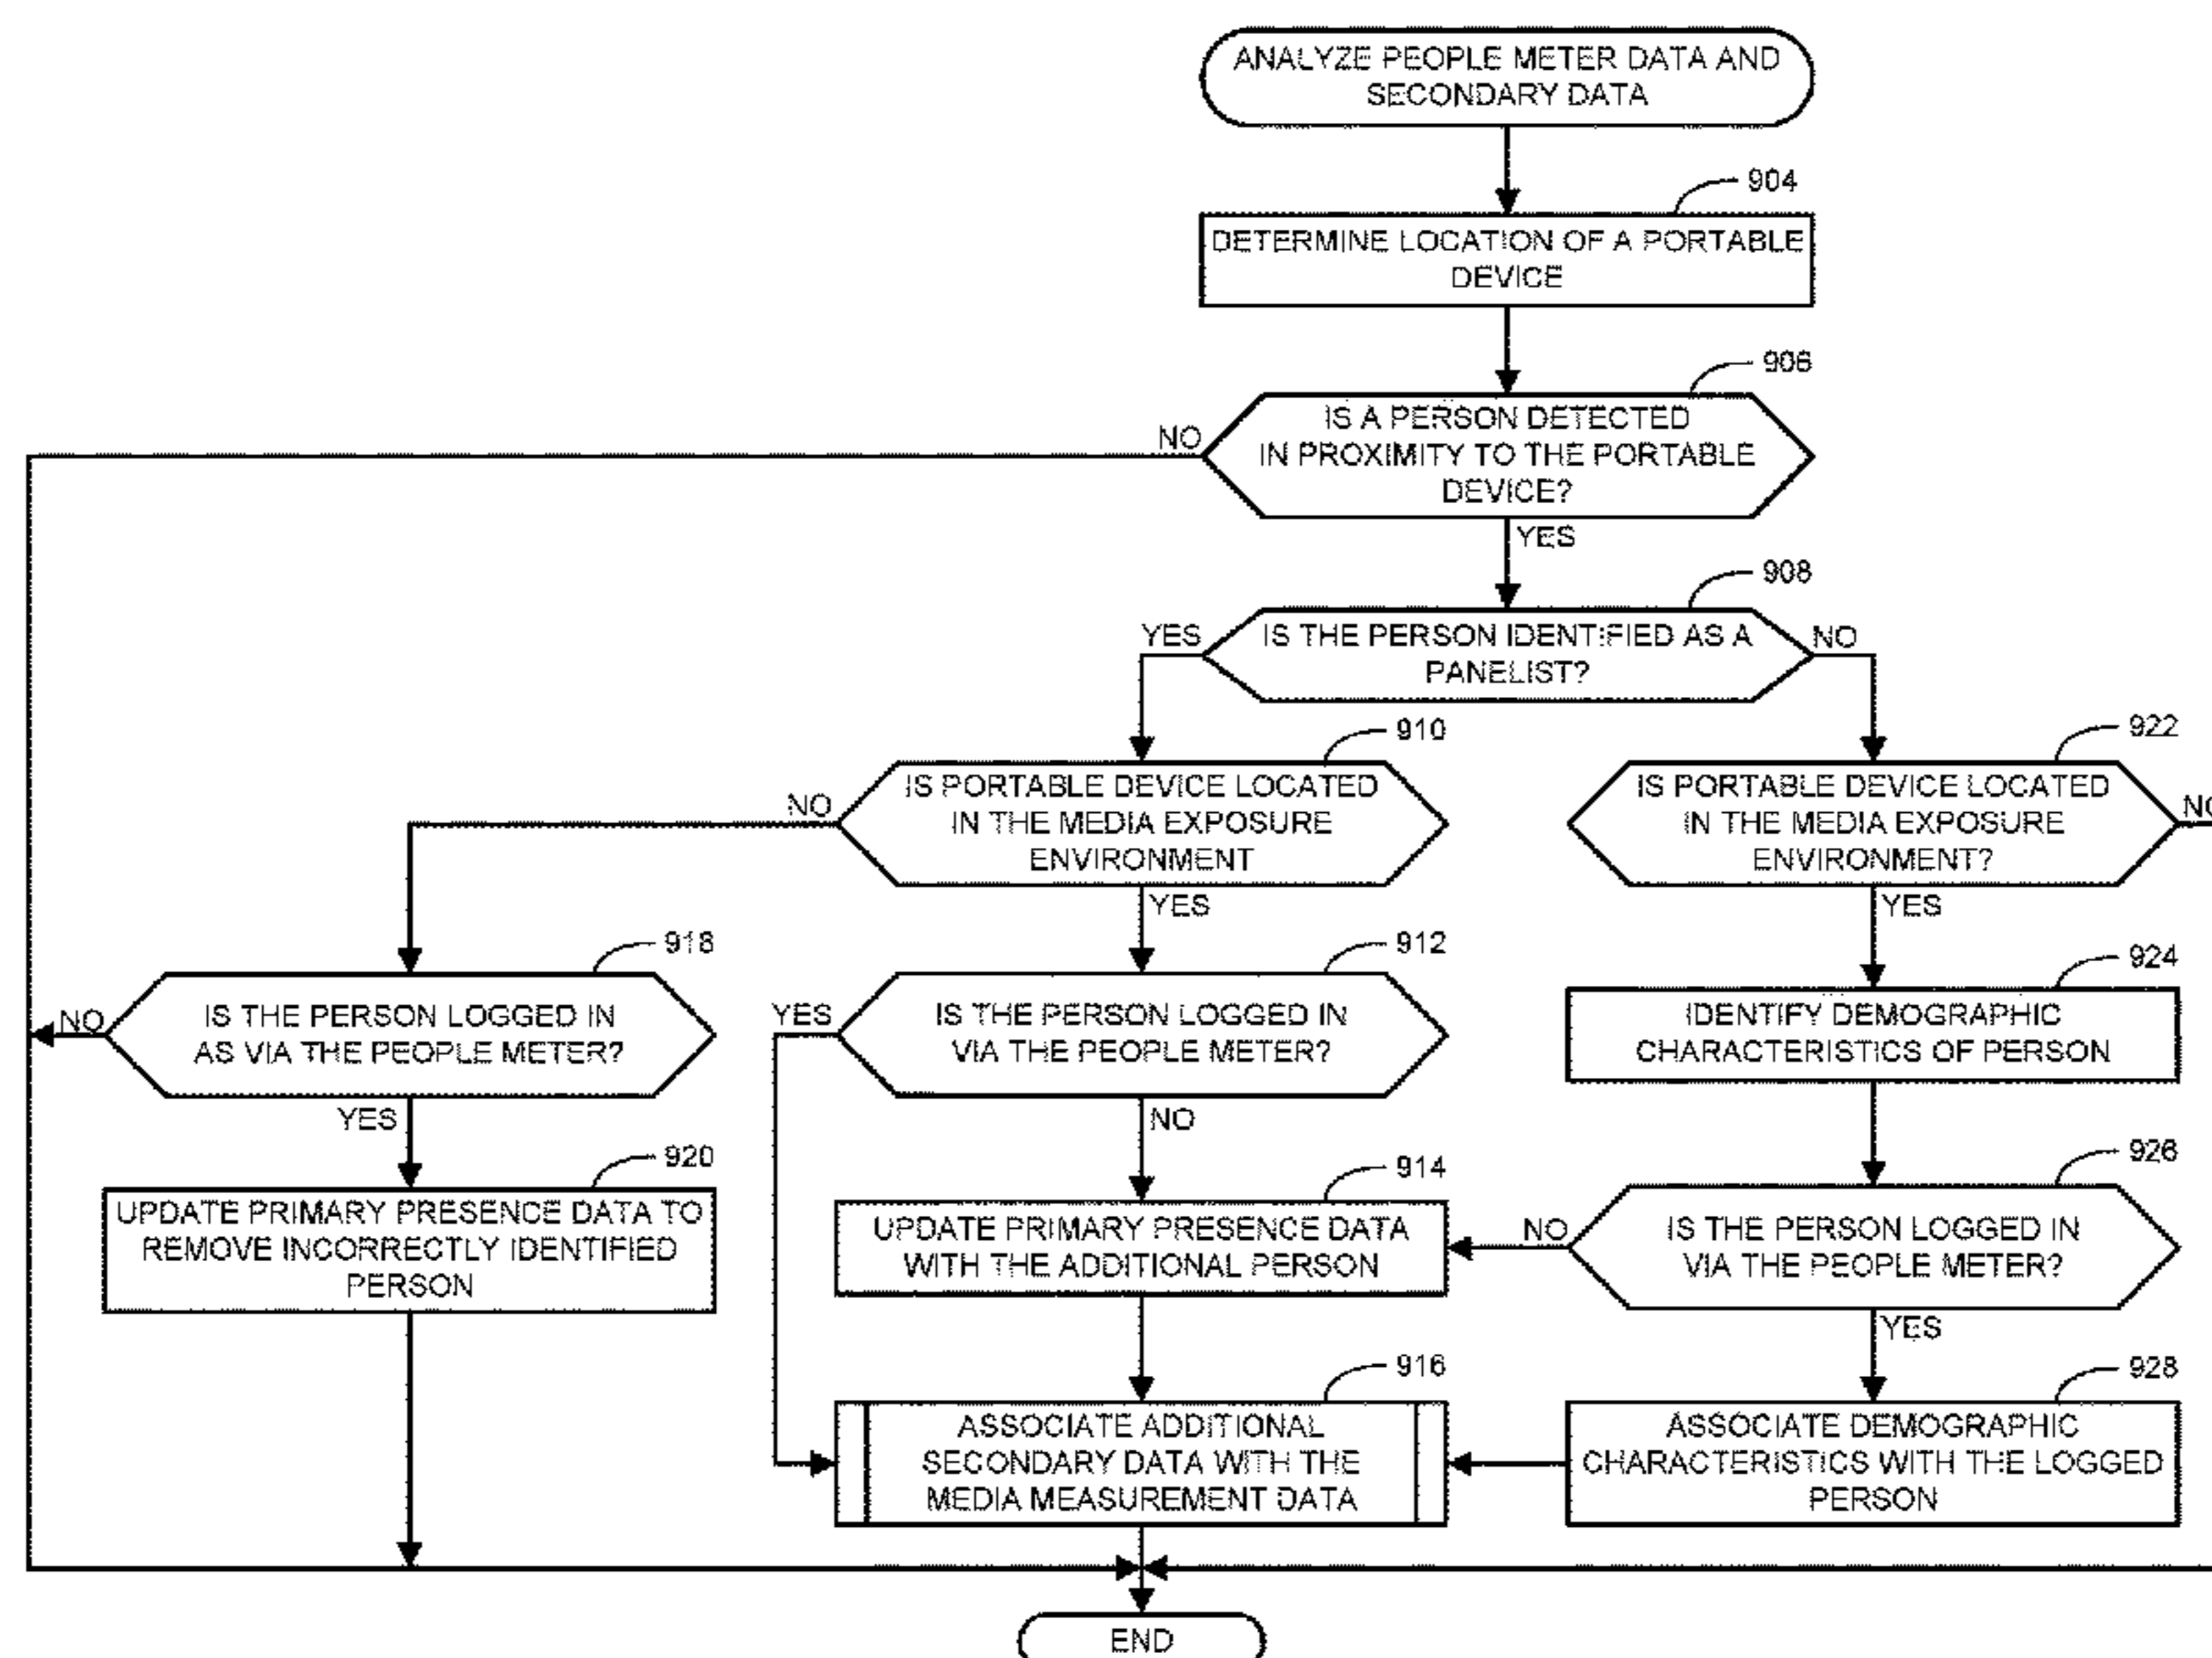 ANALYZE PEOPLE METER DATA AND
SECONDARY DATA
904
DETERMINE LOCATION OF A PORTABLE
DEVICE
906
IS A PERSON DETECTED
IN PROXIMITY TO THE PORTABLE
DEVICE?
NO
YES
908
IS THE PERSON IDENTIFIED AS A
PANELIST?
YES
NO
910
IS PORTABLE DEVICE LOCATED
IN THE MEDIA EXPOSURE
ENVIRONMENT
NO
YES
922
IS PORTABLE DEVICE LOCATED
IN THE MEDIA EXPOSURE
ENVIRONMENT?
NO
YES
918
IS THE PERSON LOGGED IN
AS VIA THE PEOPLE METER?
NO
YES
912
IS THE PERSON LOGGED IN
VIA THE PEOPLE METER?
YES
NO
924
IDENTIFY DEMOGRAPHIC
CHARACTERISTICS OF PERSON
920
UPDATE PRIMARY PRESENCE DATA TO
REMOVE INCORRECTLY IDENTIFIED
PERSON
914
UPDATE PRIMARY PRESENCE DATA
WITH THE ADDITIONAL PERSON
926
IS THE PERSON LOGGED IN
VIA THE PEOPLE METER?
NO
YES
916
ASSOCIATE ADDITIONAL
SECONDARY DATA WITH THE
MEDIA MEASUREMENT DATA
928
ASSOCIATE DEMOGRAPHIC
CHARACTERISTICS WITH THE LOGGED
PERSON
END